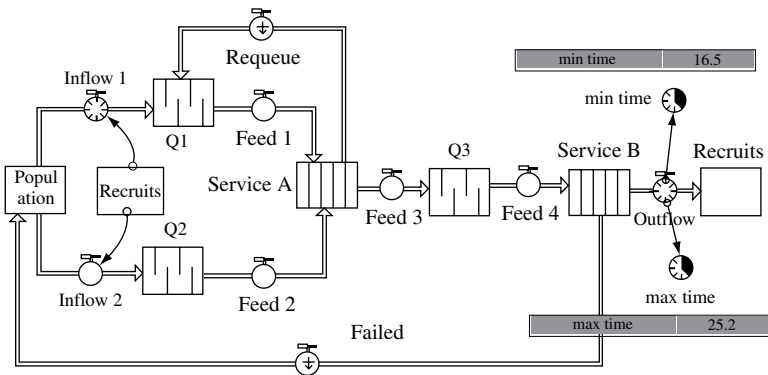 Requeue
min time 16.5
Inflow 1
min time
Q1
Feed 1
Q3
Service B
Recruits
Popul
ation
Recruits
Service A
Feed 3
Feed 4
Outflow
Q2
Inflow 2
Feed 2
max time
Failed
max time 25.2